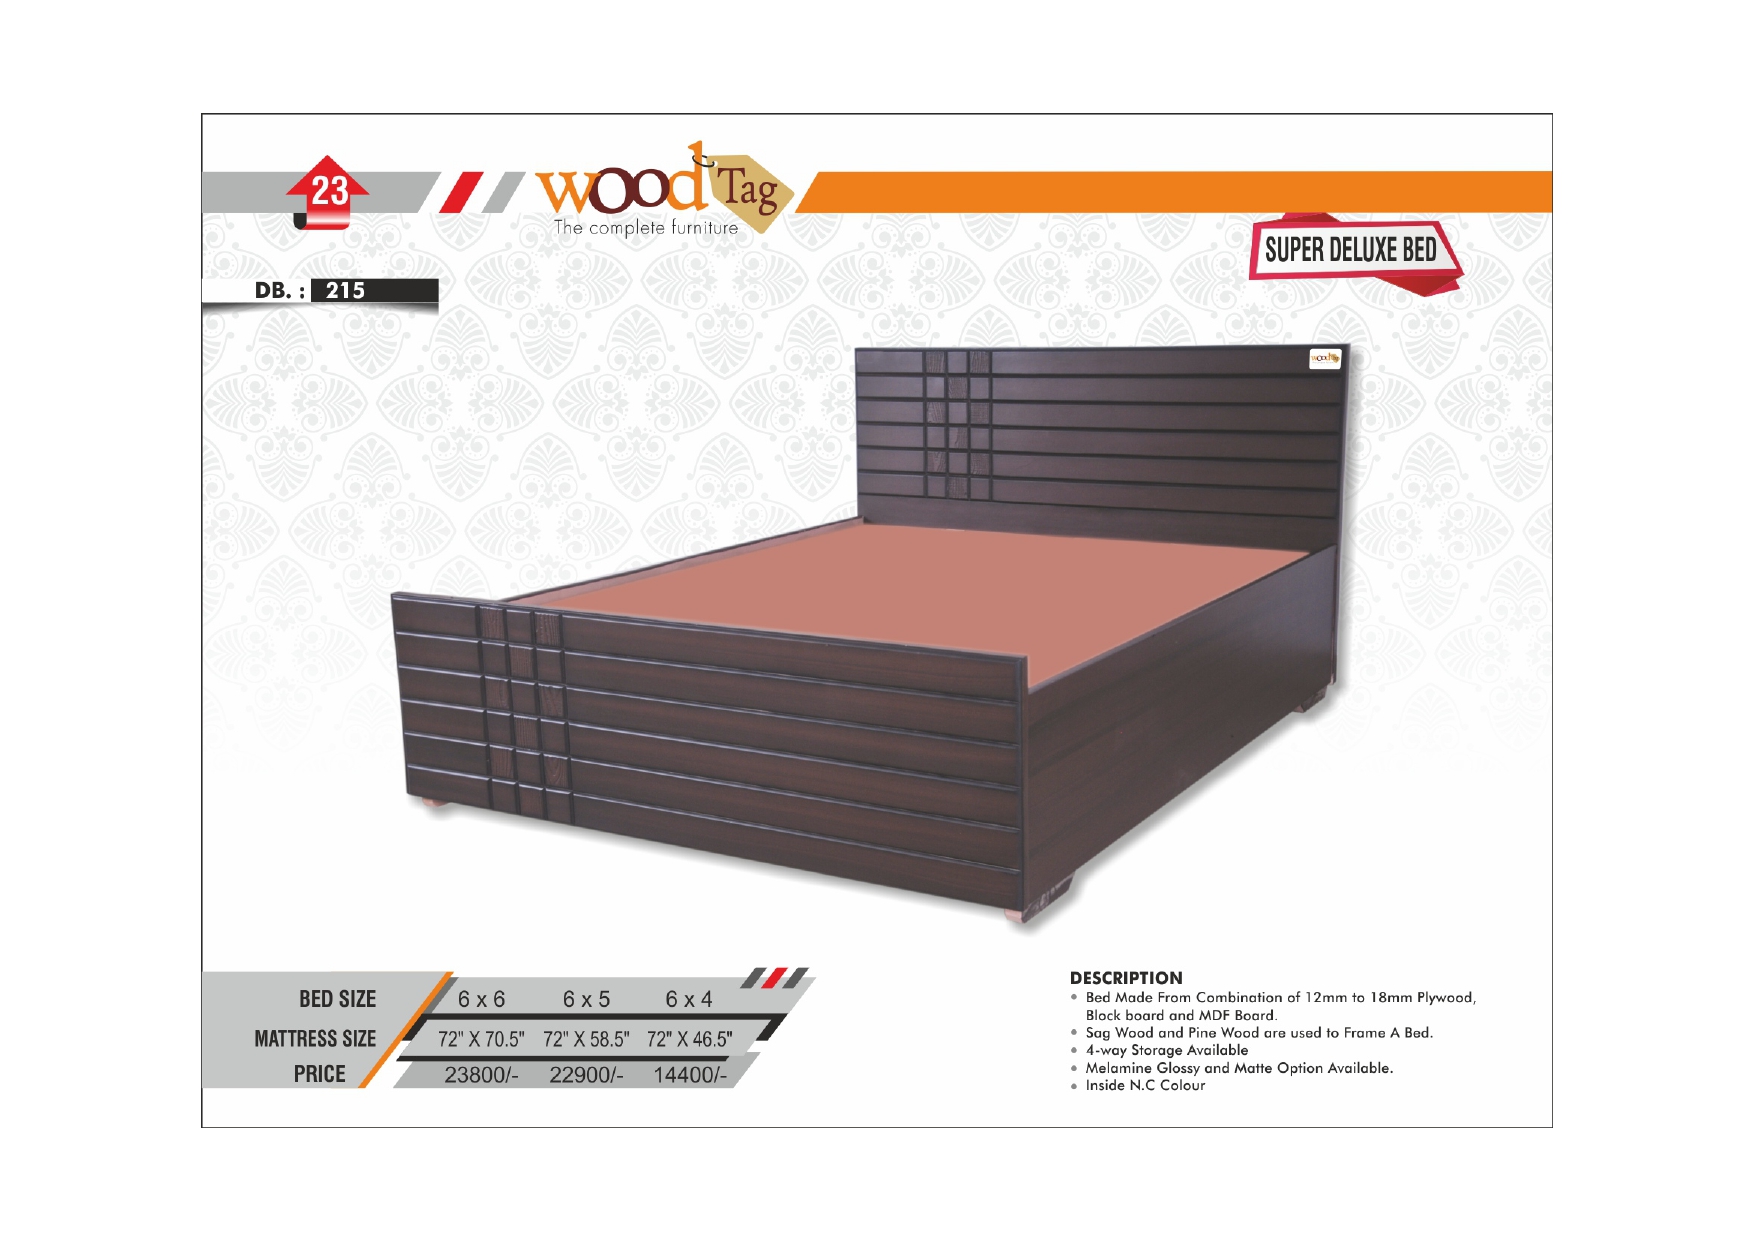 23
wood Tag
The complete furniture
SUPER DELUXE BED
DB. : 215
wood
BED SIZE 6 x 6 6 x 5 6 x 4
MATTRESS SIZE 72" X 70.5" 72" X 58.5" 72" X 46.5"
PRICE 23800/- 22900/- 14400/-
DESCRIPTION
• Bed Made From Combination of 12mm to 18mm Plywood,
Block board and MDF Board.
• Sag Wood and Pine Wood are used to Frame A Bed.
• 4-way Storage Available
• Melamine Glossy and Matte Option Available.
• Inside N.C Colour